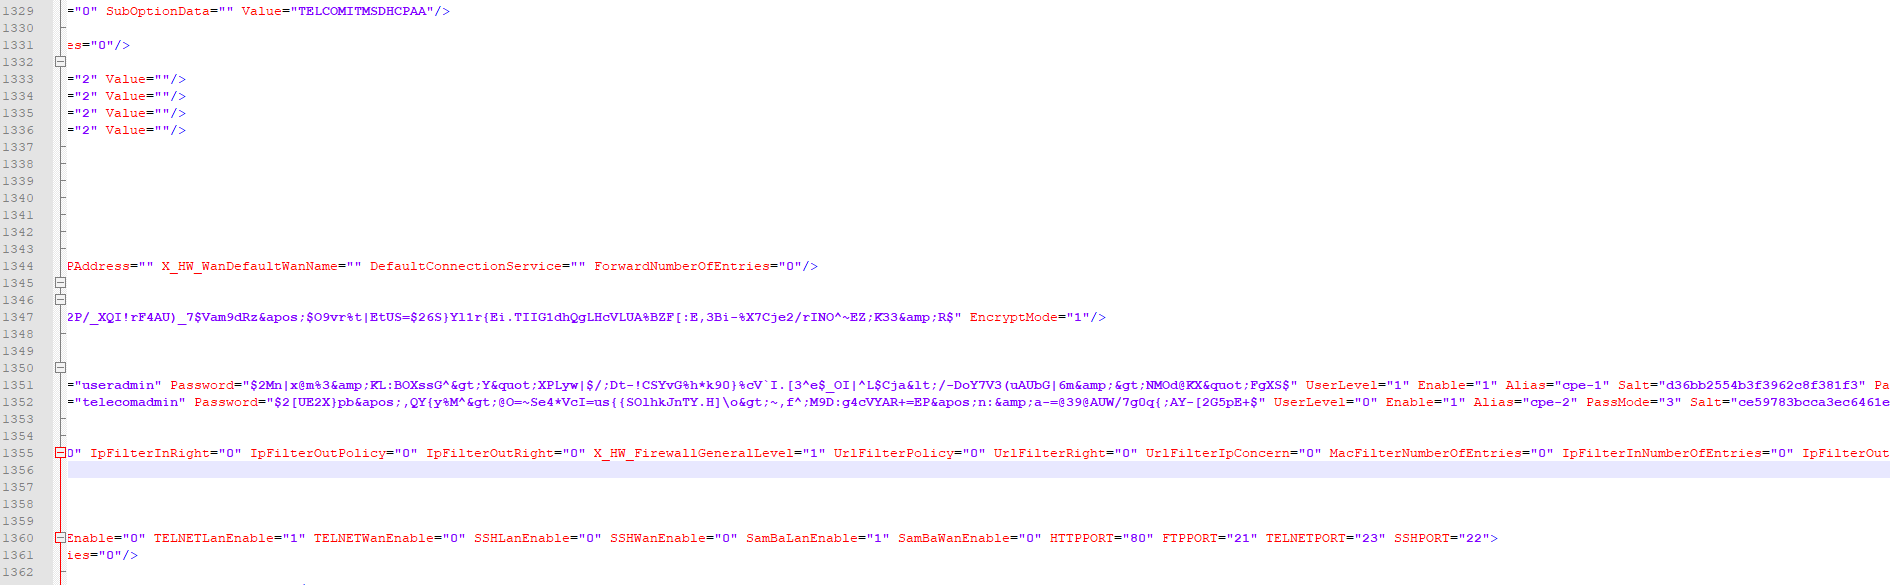 1329 ="0" SubOptionData="" Value="TELCOMITMSDHCPAA"/>
1330
1331 es="0"/>
1332
1333 ="2" Value=""/>
1334 ="2" Value=""/>
1335 ="2" Value=""/>
1336 ="2" Value=""/>
1337
1338
1339
1340
1341
1342
1343
1344 PAddress="" X_HW_WanDefaultWanName="" DefaultConnectionService="" ForwardNumberOfEntries="0"/>
1345
1346
1347 2P/_XQI!rF4AU)_7$Vam9dRz&apos;$O9vr%t|EtUS=$26S}Yl1r{Ei.TIIG1dhQgLHcVLUA%BZF[:E,3Bi-%X7Cje2/rINO^~EZ;K33&amp;R$" EncryptMode="1"/>
1348
1349
1350
1351 ="useradmin" Password="$2Mn|x@m%3&amp;KL:BOXssG^&gt;Y&quot;XPLyw|$/;Dt-!CSYvG%h*k90}%cV`I.[3^e$_OI|^L$Cja&lt;/-DoY7V3(uAUbG|6m&amp;&gt;NMOd@KX&quot;FgXS$" UserLevel="1" Enable="1" Alias="cpe-1" Salt="d36bb2554b3f3962c8f381f3" Pa
1352 ="telecomadmin" Password="$2[UE2X}pb&apos;,QY{y%M^&gt;@O=~Se4*VcI=us{{SOlhkJnTY.H]\o&gt;~,f^;M9D:g4cVYAR+=EP&apos;n:&amp;a-=@39@AUW/7g0q{;AY-[2G5pE+$" UserLevel="0" Enable="1" Alias="cpe-2" PassMode="3" Salt="ce59783bcca3ec6461e
1353
1354
1355 0" IpFilterInRight="0" IpFilterOutPolicy="0" IpFilterOutRight="0" X_HW_FirewallGeneralLevel="1" UrlFilterPolicy="0" UrlFilterRight="0" UrlFilterIpConcern="0" MacFilterNumberOfEntries="0" IpFilterInNumberOfEntries="0" IpFilterOut
1356
1357
1358
1359
1360 Enable="0" TELNETLanEnable="1" TELNETWanEnable="0" SSHLanEnable="0" SSHWanEnable="0" SamBaLanEnable="1" SamBaWanEnable="0" HTTPPORT="80" FTPPORT="21" TELNETPORT="23" SSHPORT="22">
1361 ies="0"/>
1362